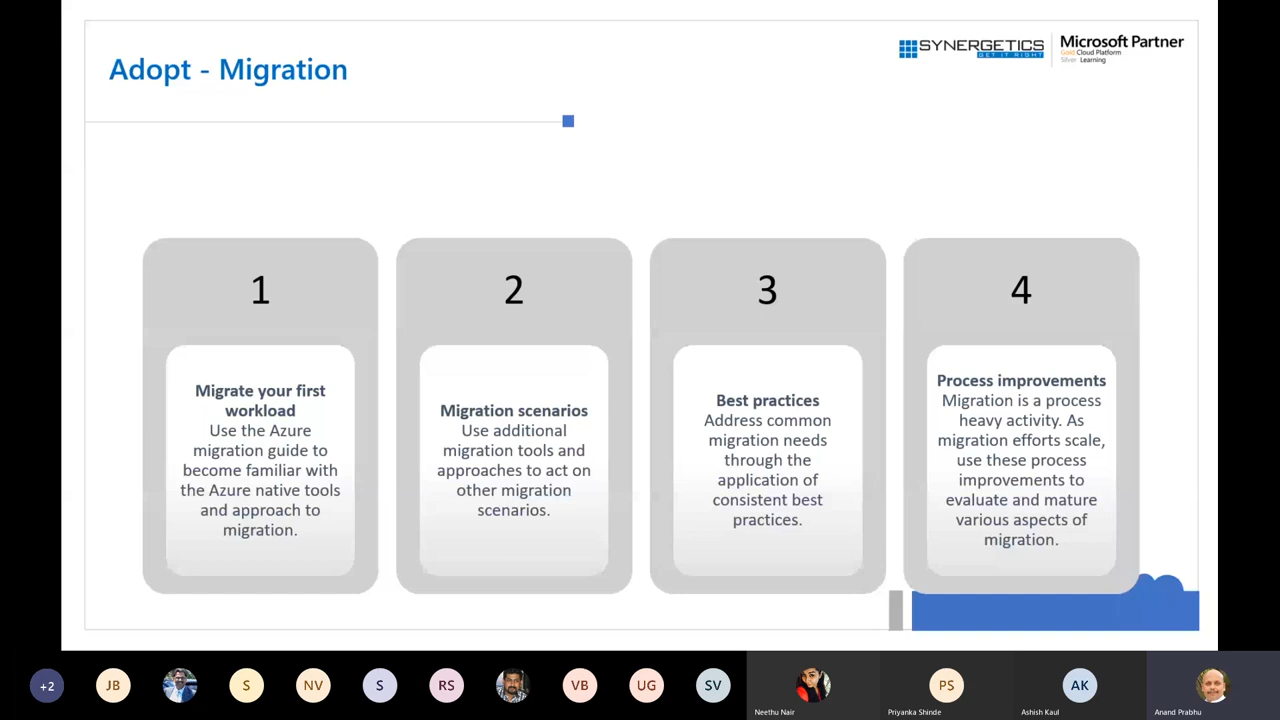 Adopt - Migration
SYNERGETICS
GET IT RIGHT
Microsoft Partner
Gold Cloud Platform
Silver Learning
1
Migrate your first
workload
Use the Azure
migration guide to
become familiar with
the Azure native tools
and approach to
migration.
2
Migration scenarios
Use additional
migration tools and
approaches to act on
other migration
scenarios.
3
Best practices
Address common
migration needs
through the
application of
consistent best
practices.
4
Process improvements
Migration is a process
heavy activity. As
migration efforts scale,
use these process
improvements to
evaluate and mature
various aspects of
migration.
+2
JB
S
NV
S
RS
VB
UG
SV
Neethu Nair
PS
Priyanka Shinde
AK
Ashish Kaul
Anand Prabhu